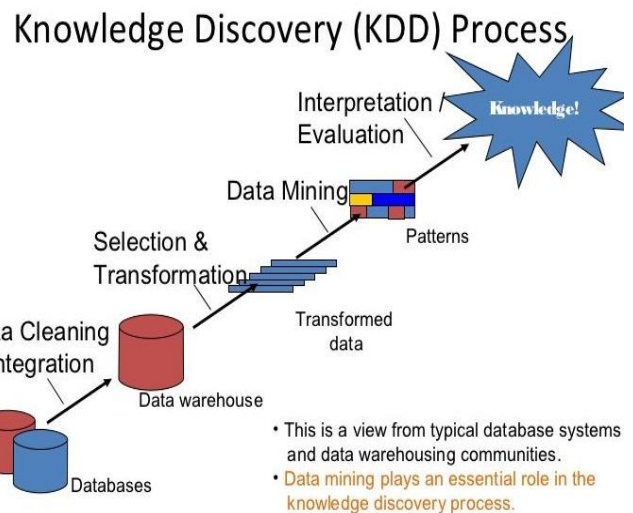 Knowledge Discovery (KDD) Process
Knowledge!
Interpretation /
Evaluation
Data Mining
Patterns
Selection &
Transformation
Transformed
data
ta Cleaning
ntegration
Data warehouse
Databases
• This is a view from typical database systems
and data warehousing communities.
• Data mining plays an essential role in the
knowledge discovery process.